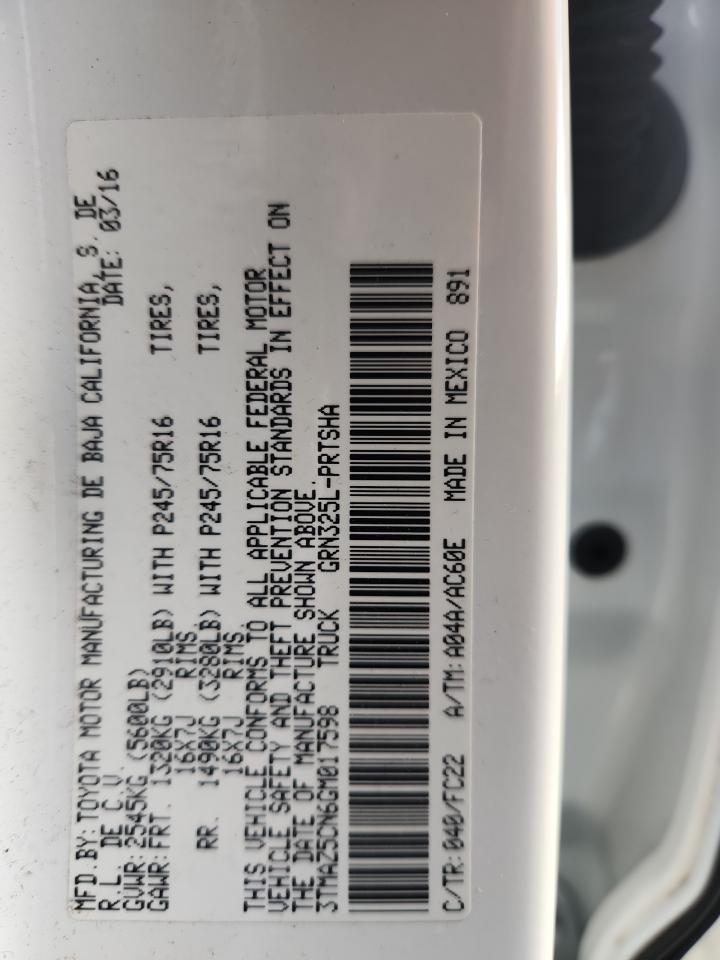 MFD.BY: TOYOTA MOTOR MANUFACTURING DE BAJA CALIFORNIA, S. DE
R.L. DE C.V. DATE: 03/16
GVWR: 2545KG (5600LB)
GAWR: FRT. 1320KG (2910LB) WITH P245/75R16 TIRES,
16X7J RIMS,
RR. 1490KG (3280LB) WITH P245/75R16 TIRES,
16X7J RIMS,
THIS VEHICLE CONFORMS TO ALL APPLICABLE FEDERAL MOTOR
VEHICLE SAFETY AND THEFT PREVENTION STANDARDS IN EFFECT ON
THE DATE OF MANUFACTURE SHOWN ABOVE.
3TMAZ5CN6GM017598 TRUCK GRN325L-PRTSHA
C/TR: 040/FC22 A/TM: A04A/AC60E MADE IN MEXICO 891